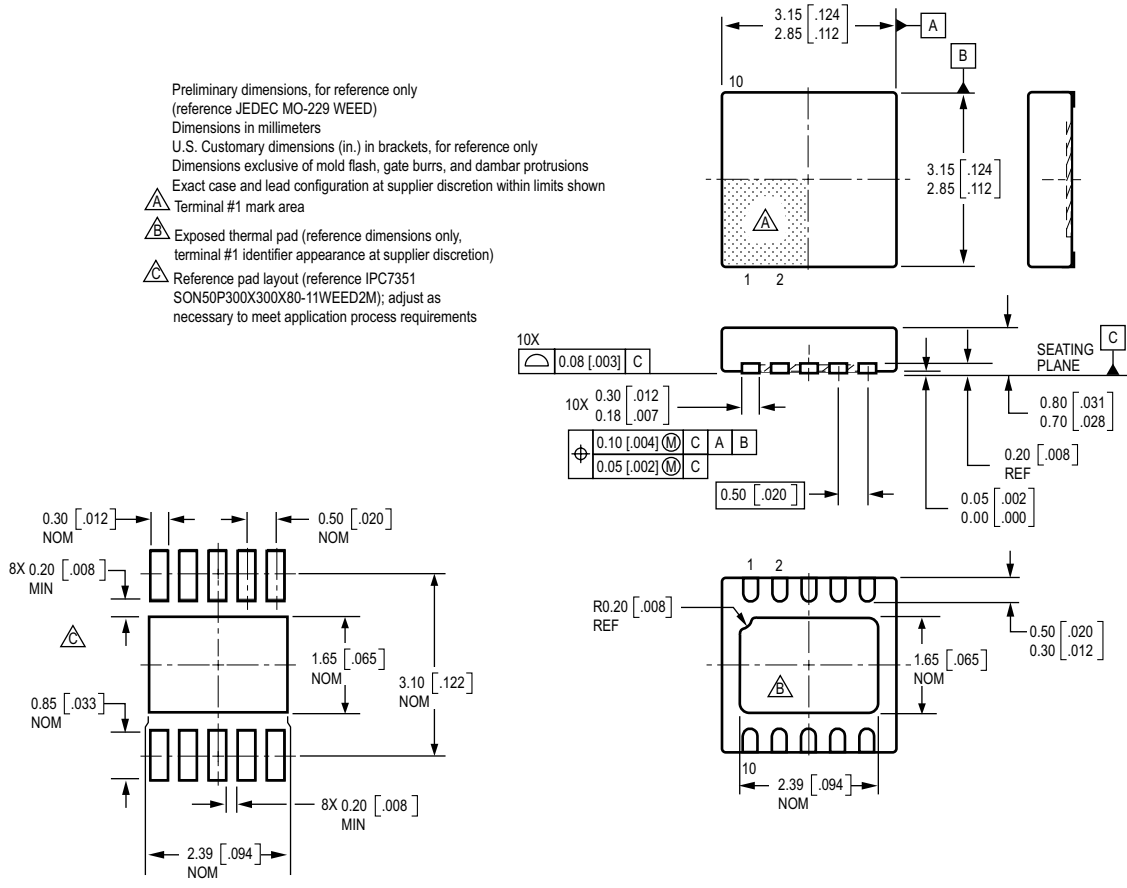 Preliminary dimensions, for reference only
(reference JEDEC MO-229 WEED)
Dimensions in millimeters
U.S. Customary dimensions (in.) in brackets, for reference only
Dimensions exclusive of mold flash, gate burrs, and dambar protrusions
Exact case and lead configuration at supplier discretion within limits shown
A Terminal #1 mark area
B Exposed thermal pad (reference dimensions only,
terminal #1 identifier appearance at supplier discretion)
C Reference pad layout (reference IPC7351
SON50P300X300X80-11WEED2M); adjust as
necessary to meet application process requirements
3.15 [.124
2.85 .112]
A
B
10
3.15 [.124
2.85 .112]
A
1 2
10X
0.08 [.003] C
SEATING
PLANE
C
10X 0.30 [.012
0.18 .007]
0.10 [.004] M C A B
0.05 [.002] M C
0.50 [.020]
0.80 [.031
0.70 .028]
0.20 [.008]
REF
0.05 [.002
0.00 .000]
0.30 [.012]
NOM
0.50 [.020]
NOM
8X 0.20 [.008]
MIN
C
1.65 [.065]
NOM
3.10 [.122]
NOM
0.85 [.033]
NOM
8X 0.20 [.008]
MIN
2.39 [.094]
NOM
1 2
R0.20 [.008]
REF
0.50 [.020
0.30 .012]
1.65 [.065]
NOM
B
10
2.39 [.094]
NOM